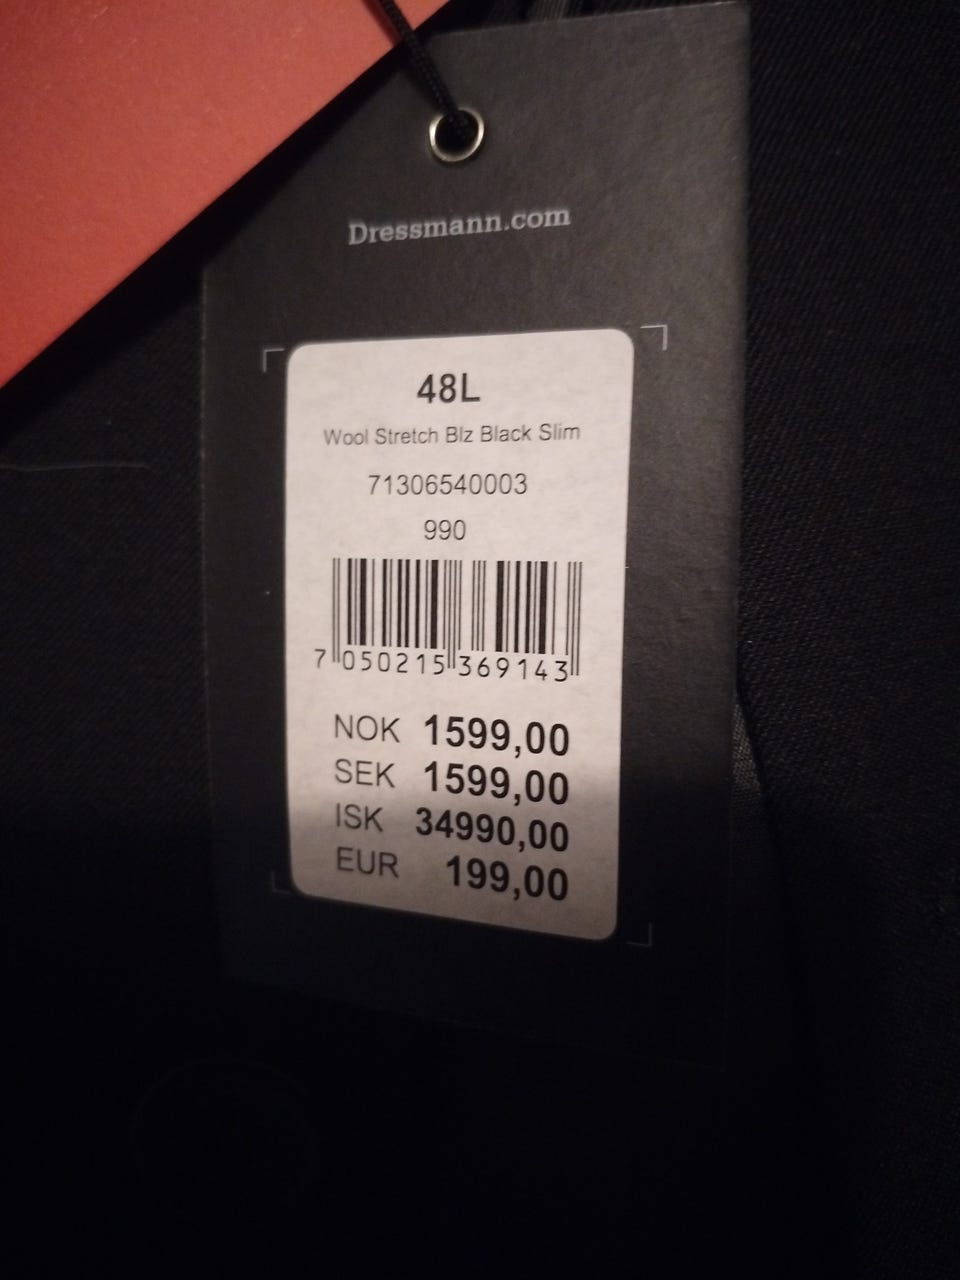 Dressmann.com
48L
Wool Stretch Blz Black Slim
71306540003
990
7 050215 369143
NOK 1599,00
SEK 1599,00
ISK 34990,00
EUR 199,00